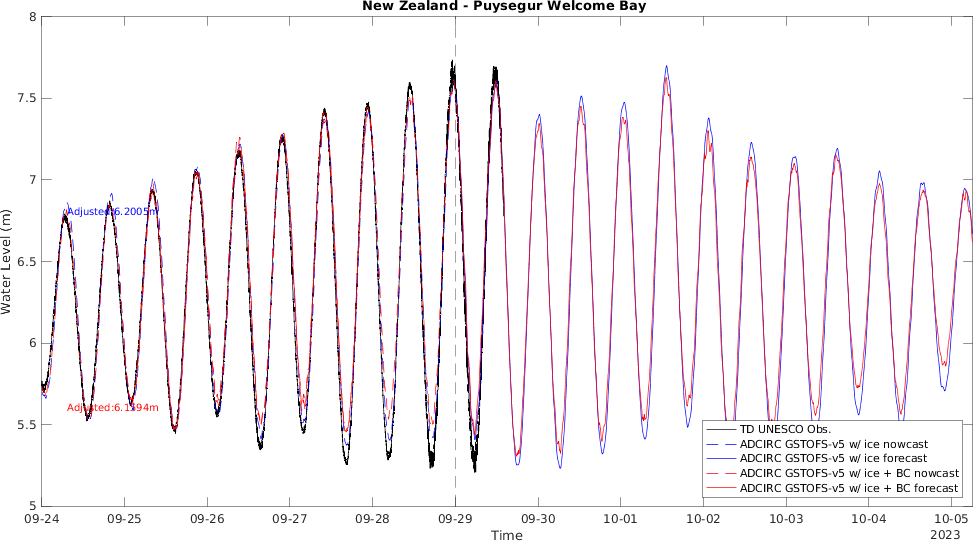 New Zealand - Puysegur Welcome Bay
8
7.5
7
6.5
6
5.5
5
Water Level (m)
Adjusted:6.2005m
Adjusted:6.1394m
TD UNESCO Obs.
ADCIRC GSTOFS-v5 w/ ice nowcast
ADCIRC GSTOFS-v5 w/ ice forecast
ADCIRC GSTOFS-v5 w/ ice + BC nowcast
ADCIRC GSTOFS-v5 w/ ice + BC forecast
09-24 09-25 09-26 09-27 09-28 09-29 09-30 10-01 10-02 10-03 10-04 10-05
Time
2023